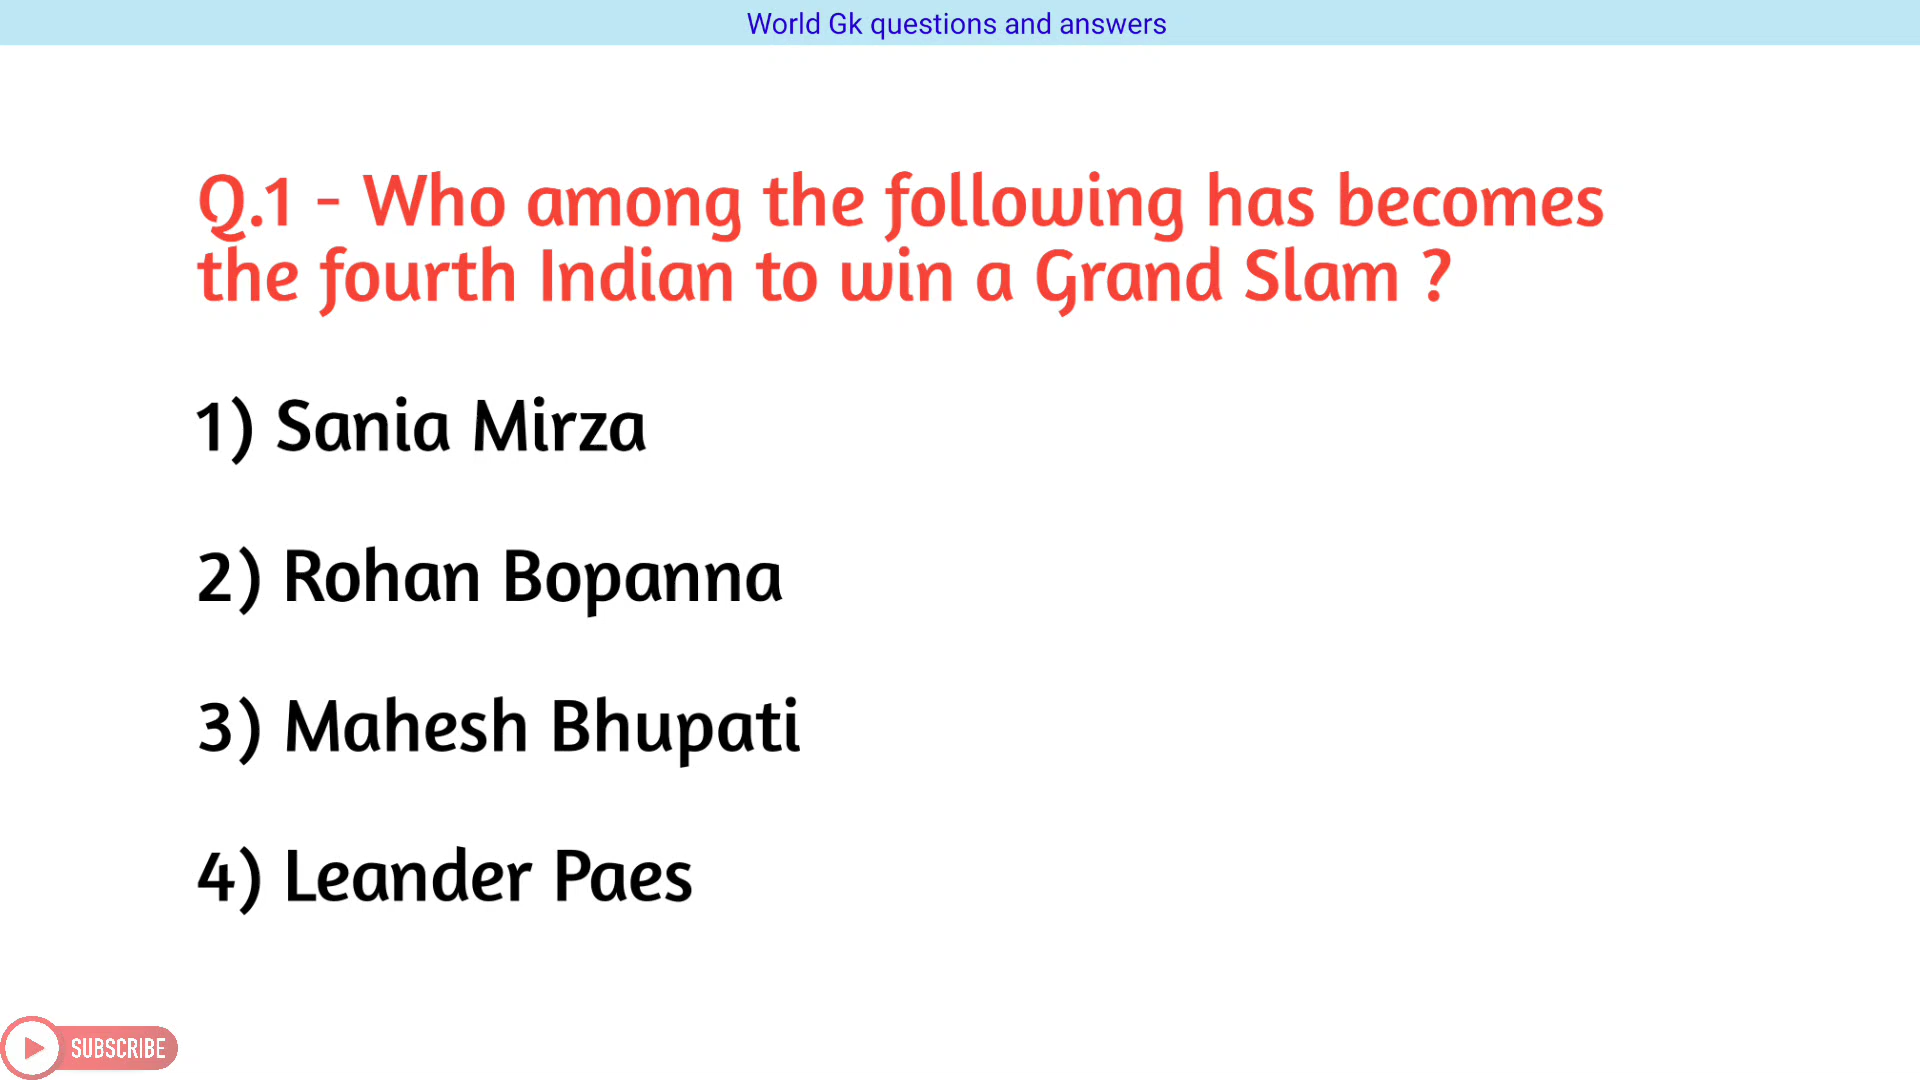 World Gk questions and answers
Q.1 - Who among the following has becomes
the fourth Indian to win a Grand Slam ?
1) Sania Mirza
2) Rohan Bopanna
3) Mahesh Bhupati
4) Leander Paes
SUBSCRIBE